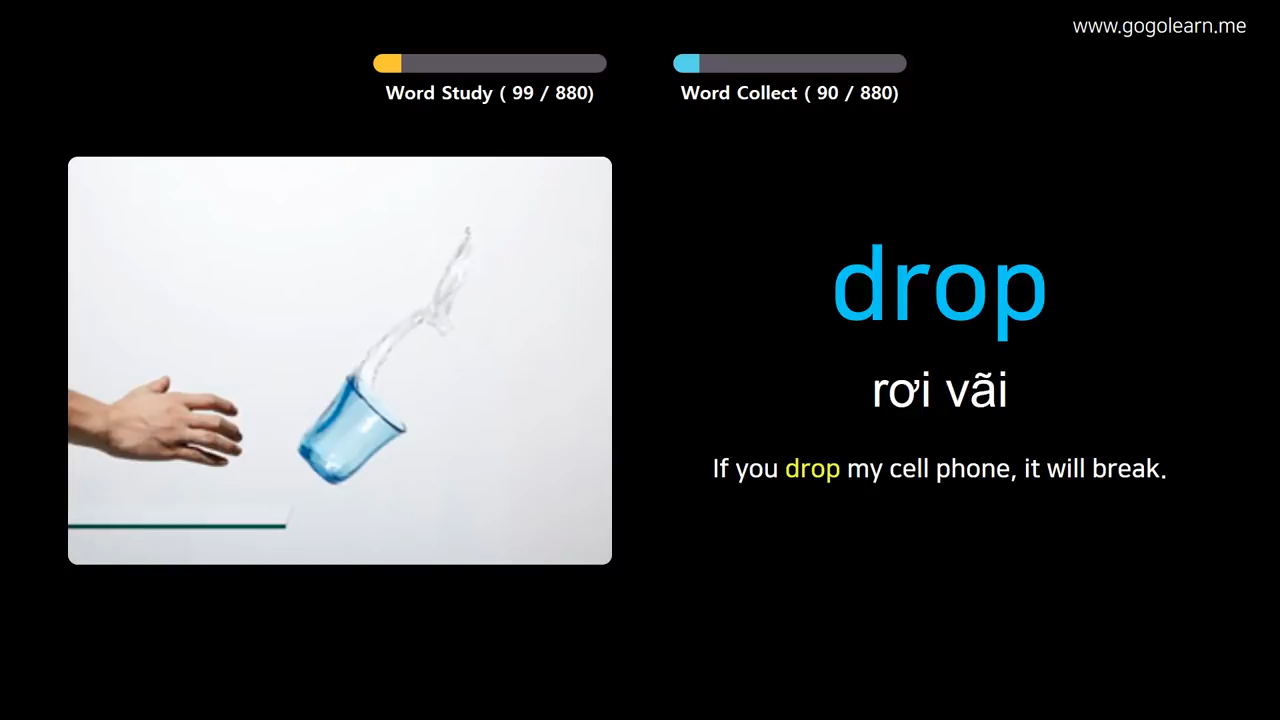 www.gogolearn.me
Word Study ( 99 / 880)
Word Collect ( 90 / 880)
drop
rơi vãi
If you drop my cell phone, it will break.